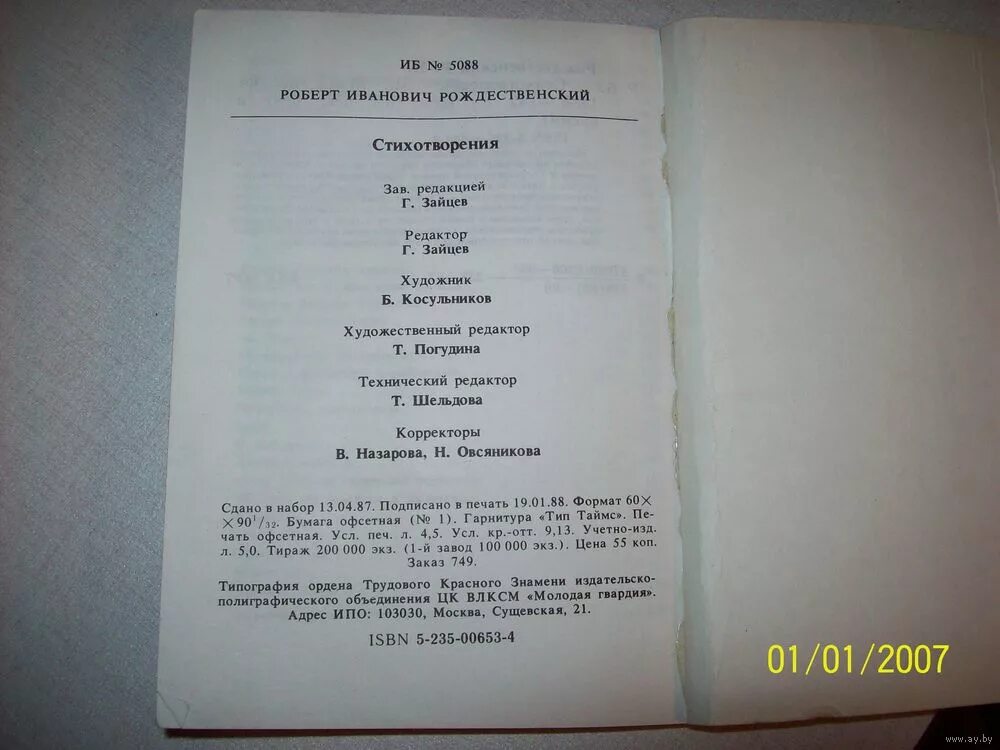 ИБ № 5088
РОБЕРТ ИВАНОВИЧ РОЖДЕСТВЕНСКИЙ
Стихотворения
Зав. редакцией
Г. Зайцев
Редактор
Г. Зайцев
Художник
Б. Косульников
Художественный редактор
Т. Погудина
Технический редактор
Т. Шельдова
Корректоры
В. Назарова, Н. Овсяникова
Сдано в набор 13.04.87. Подписано в печать 19.01.88. Формат 60×
×90¹/₃₂. Бумага офсетная (№ 1). Гарнитура «Тип Таймс». Пе-
чать офсетная. Усл. печ. л. 4,5. Усл. кр.-отт. 9,13. Учетно-изд.
л. 5,0. Тираж 200 000 экз. (1-й завод 100 000 экз.). Цена 55 коп.
Заказ 749.
Типография ордена Трудового Красного Знамени издательско-
полиграфического объединения ЦК ВЛКСМ «Молодая гвардия».
Адрес ИПО: 103030, Москва, Сущевская, 21.
ISBN 5-235-00653-4
01/01/2007
www.ay.by